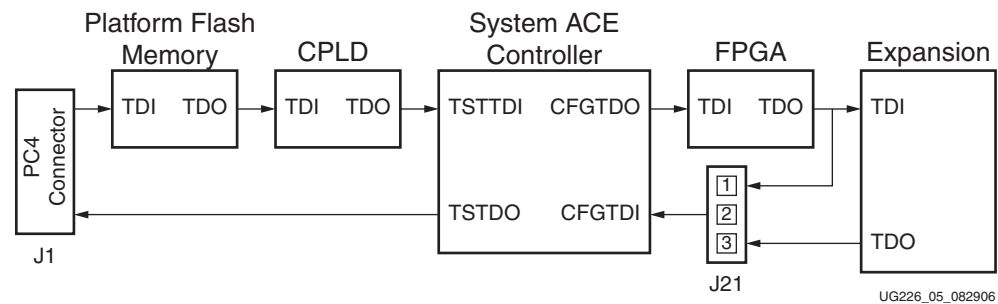 Platform Flash
Memory
CPLD
System ACE
Controller
FPGA
Expansion
PC4
Connector
TDI TDO
TDI TDO
TSTTDI CFGTDO
TDI TDO
TDI
1
2
3
TSTDO CFGTDI
TDO
J1
J21
UG226_05_082906